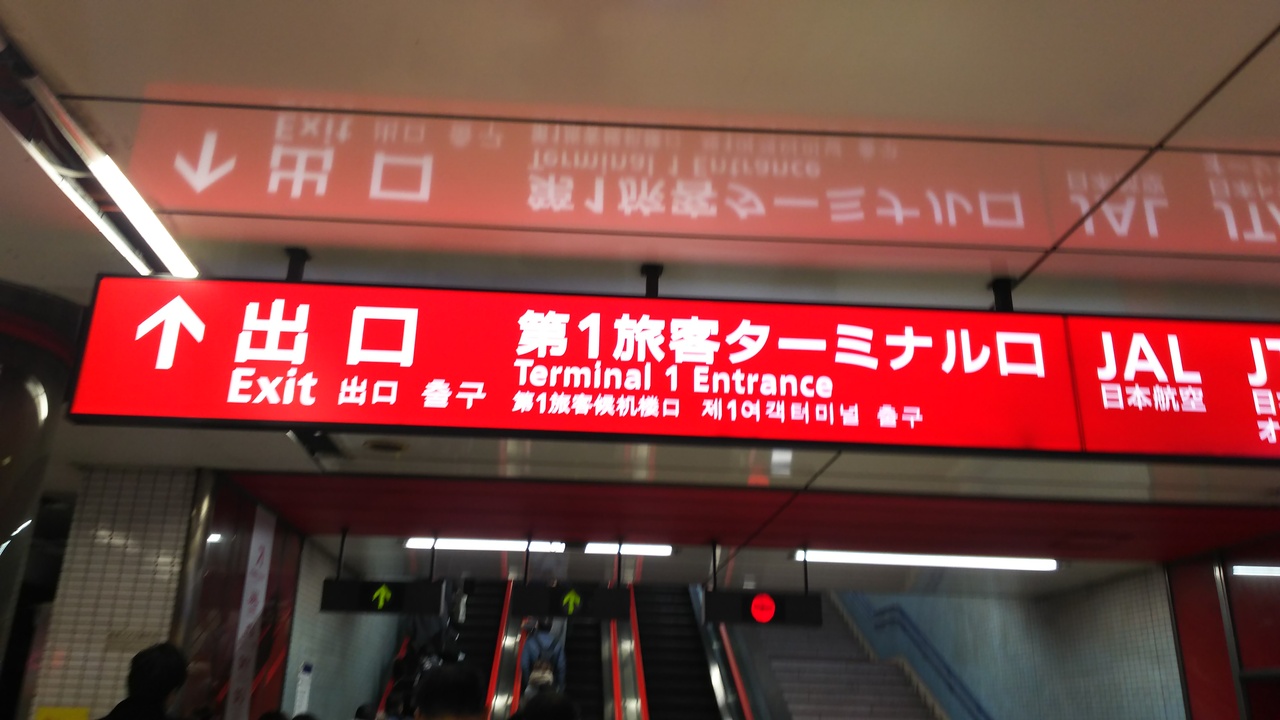 ↑ 出口
Exit 出口 출구
第1旅客ターミナル口
Terminal 1 Entrance
第1旅客候机楼口 제1여객터미널 출구
JAL
日本航空